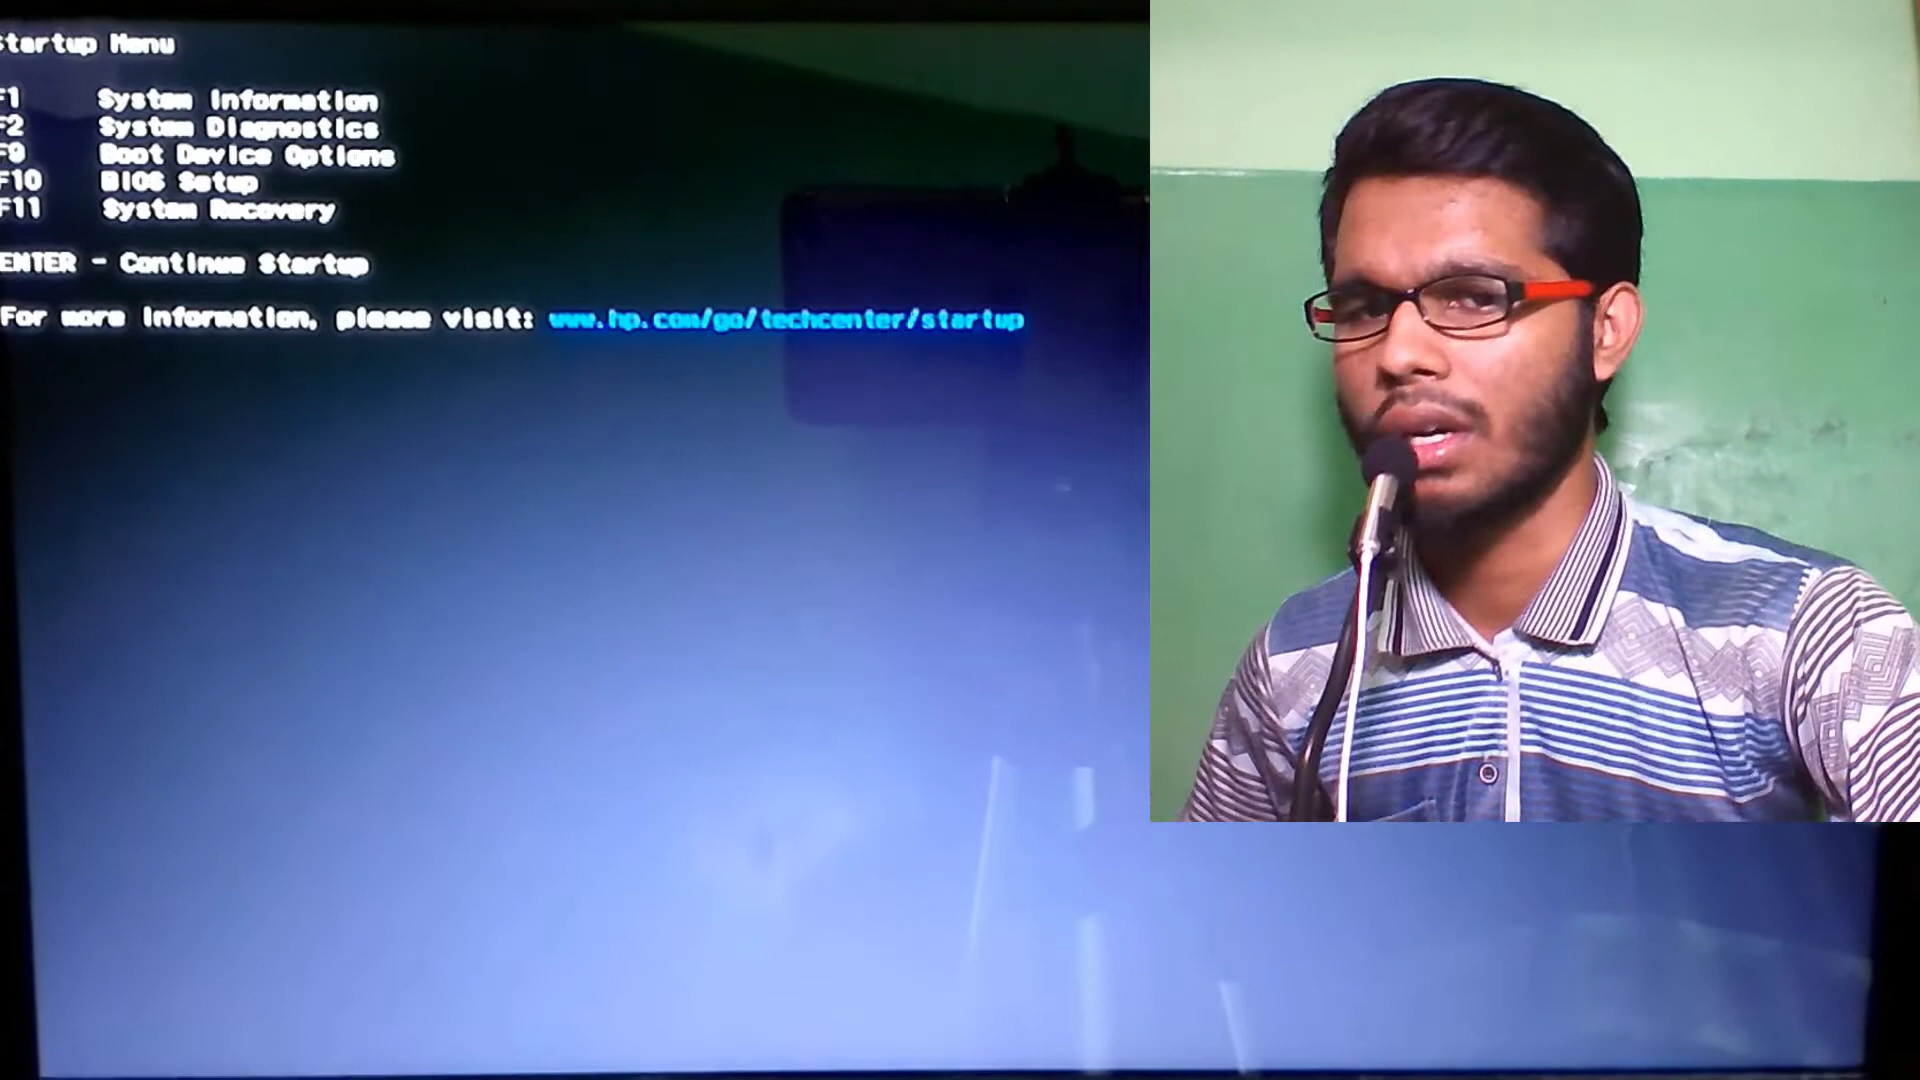 Startup Menu
F1 System Information
F2 System Diagnostics
F9 Boot Device Options
F10 BIOS Setup
F11 System Recovery
ENTER - Continue Startup
For more information, please visit: www.hp.com/go/techcenter/startup